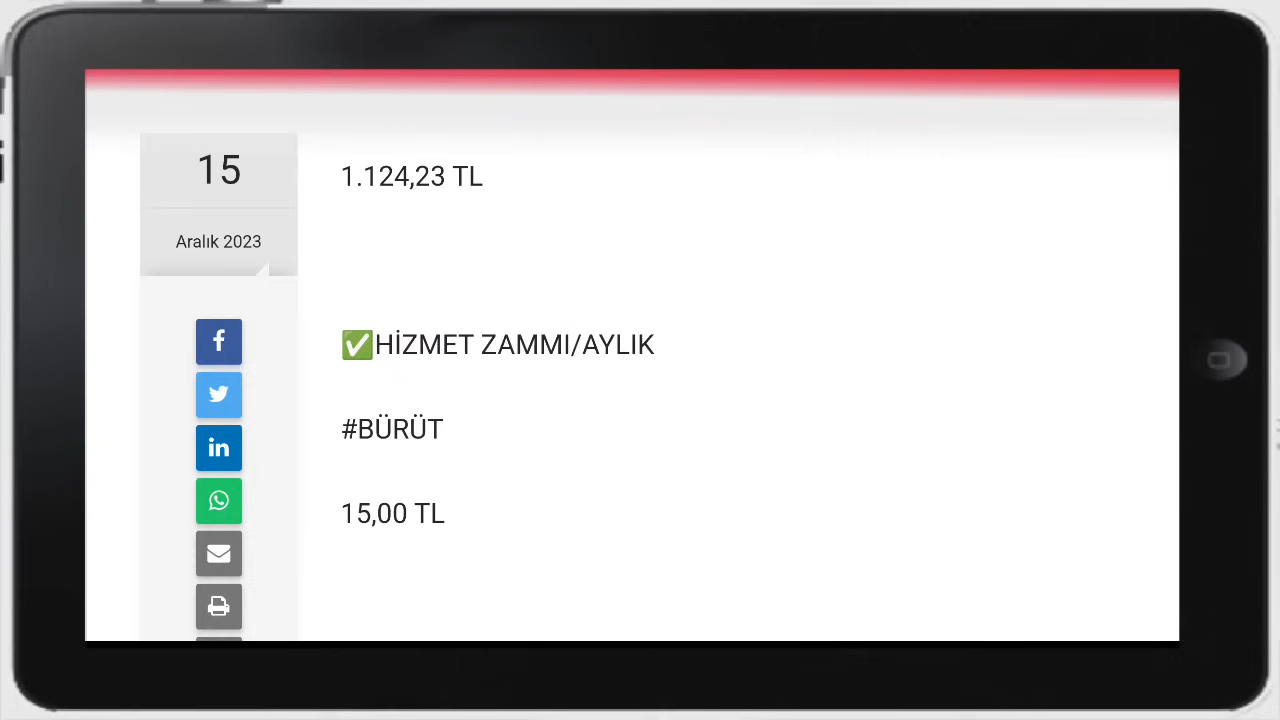 15
Aralık 2023
1.124,23 TL
✅HİZMET ZAMMI/AYLIK
#BÜRÜT
15,00 TL